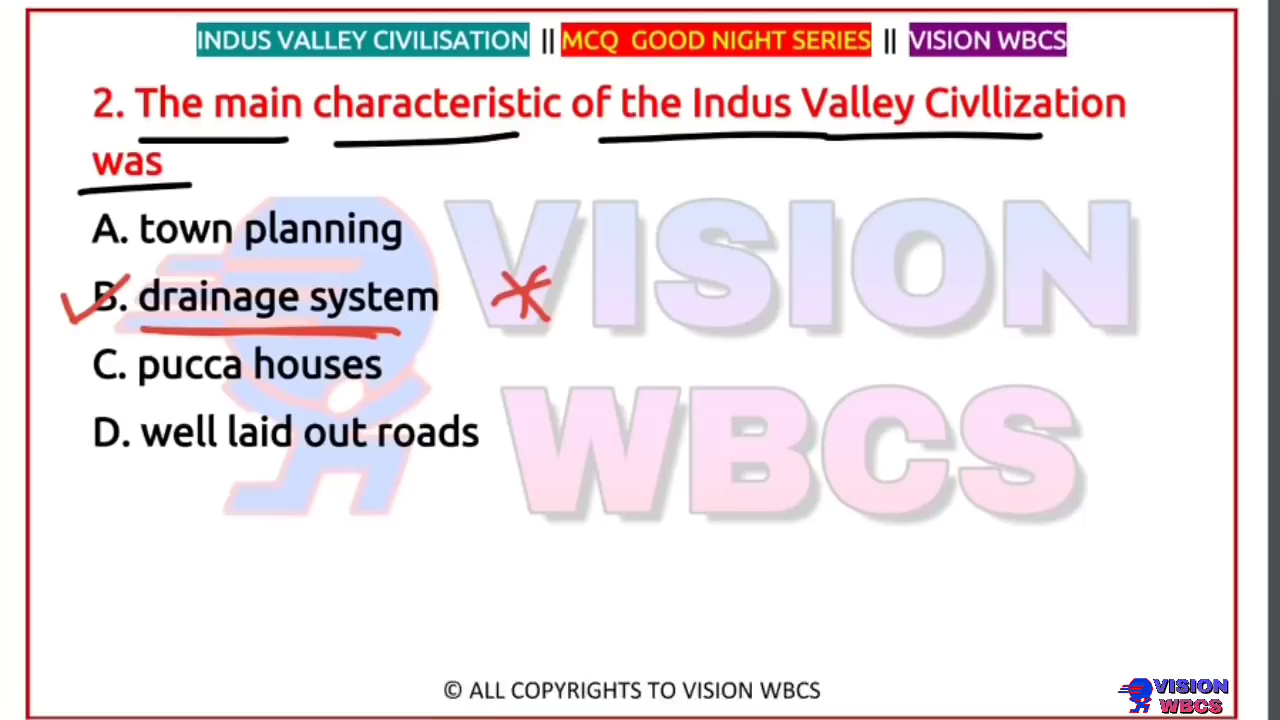 INDUS VALLEY CIVILISATION || MCQ GOOD NIGHT SERIES || VISION WBCS
2. The main characteristic of the Indus Valley Civllization
was
A. town planning
B. drainage system
C. pucca houses
D. well laid out roads
VISION
WBCS
© ALL COPYRIGHTS TO VISION WBCS
VISION
WBCS